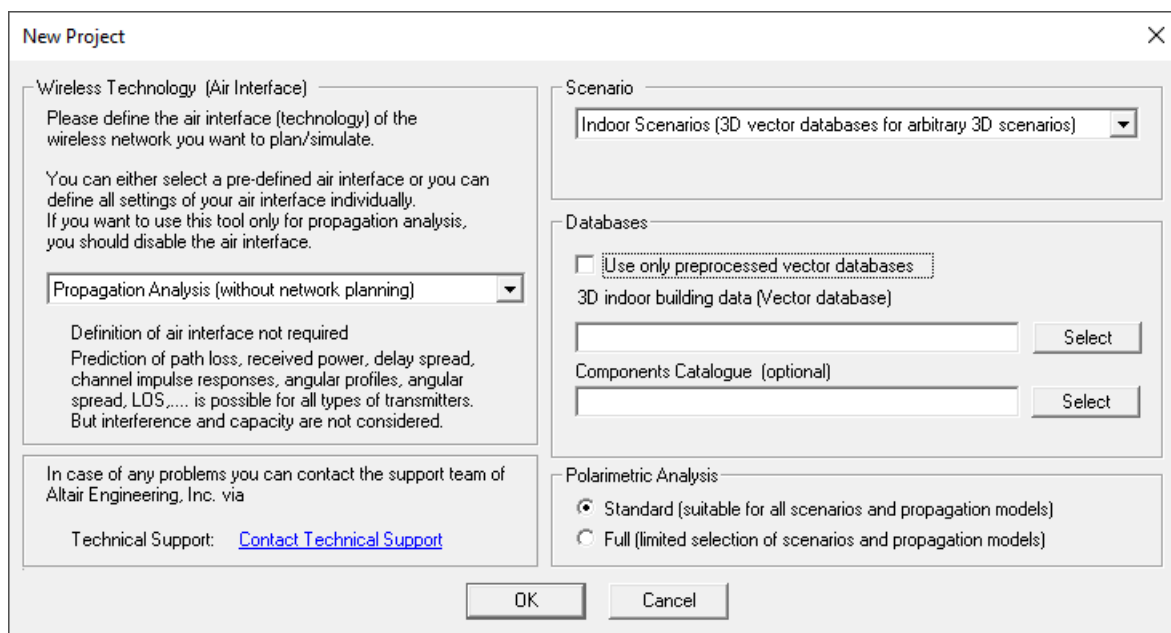 New Project
Wireless Technology (Air Interface)
Please define the air interface (technology) of the
wireless network you want to plan/simulate.
You can either select a pre-defined air interface or you can
define all settings of your air interface individually.
If you want to use this tool only for propagation analysis,
you should disable the air interface.
Propagation Analysis (without network planning)
Definition of air interface not required
Prediction of path loss, received power, delay spread,
channel impulse responses, angular profiles, angular
spread, LOS,.... is possible for all types of transmitters.
But interference and capacity are not considered.
In case of any problems you can contact the support team of
Altair Engineering, Inc. via
Technical Support: Contact Technical Support
Scenario
Indoor Scenarios (3D vector databases for arbitrary 3D scenarios)
Databases
Use only preprocessed vector databases
3D indoor building data (Vector database)
Select
Components Catalogue (optional)
Select
Polarimetric Analysis
Standard (suitable for all scenarios and propagation models)
Full (limited selection of scenarios and propagation models)
OK
Cancel